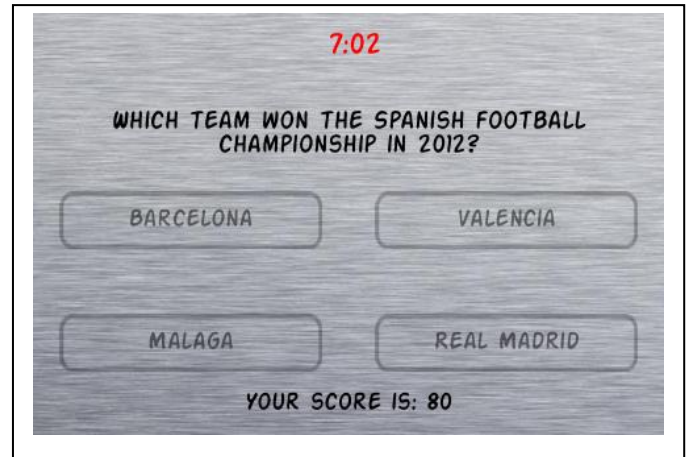 7:02
WHICH TEAM WON THE SPANISH FOOTBALL
CHAMPIONSHIP IN 2012?
BARCELONA
VALENCIA
MALAGA
REAL MADRID
YOUR SCORE IS: 80